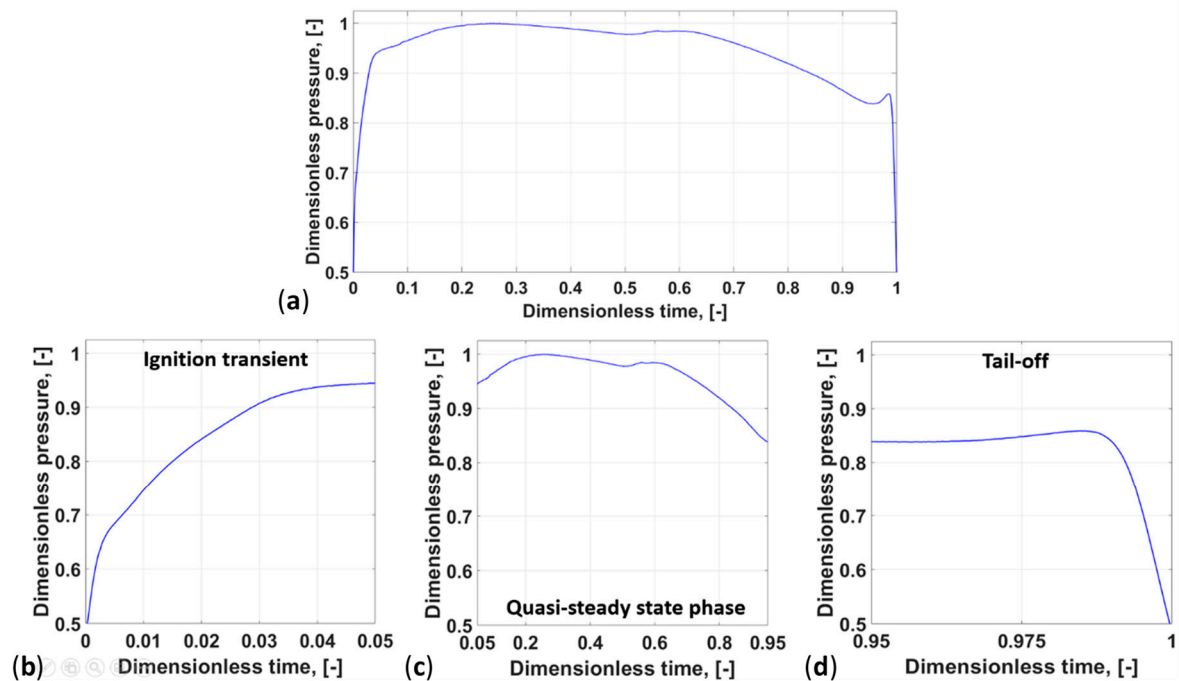 Dimensionless pressure, [-]
1
0.9
0.8
0.7
0.6
0.5
0 0.1 0.2 0.3 0.4 0.5 0.6 0.7 0.8 0.9 1
Dimensionless time, [-]
(a)
Ignition transient
Dimensionless pressure, [-]
1
0.9
0.8
0.7
0.6
0.5
0 0.01 0.02 0.03 0.04 0.05
Dimensionless time, [-]
(b)
Dimensionless pressure, [-]
1
0.9
0.8
0.7
0.6
0.5
Quasi-steady state phase
0.05 0.2 0.4 0.6 0.8 0.95
Dimensionless time, [-]
(c)
Tail-off
Dimensionless pressure, [-]
1
0.9
0.8
0.7
0.6
0.5
0.95 0.975 1
Dimensionless time, [-]
(d)